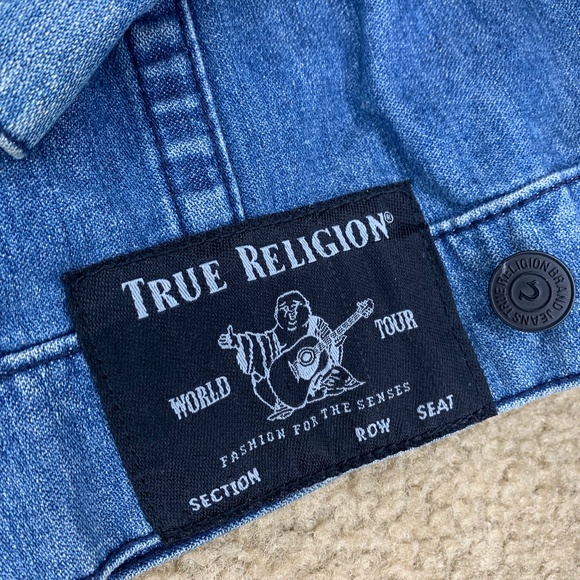 TRUE RELIGION®
WORLD TOUR
FASHION FOR THE SENSES
SECTION ROW SEAT
TRUE RELIGION BRAND JEANS